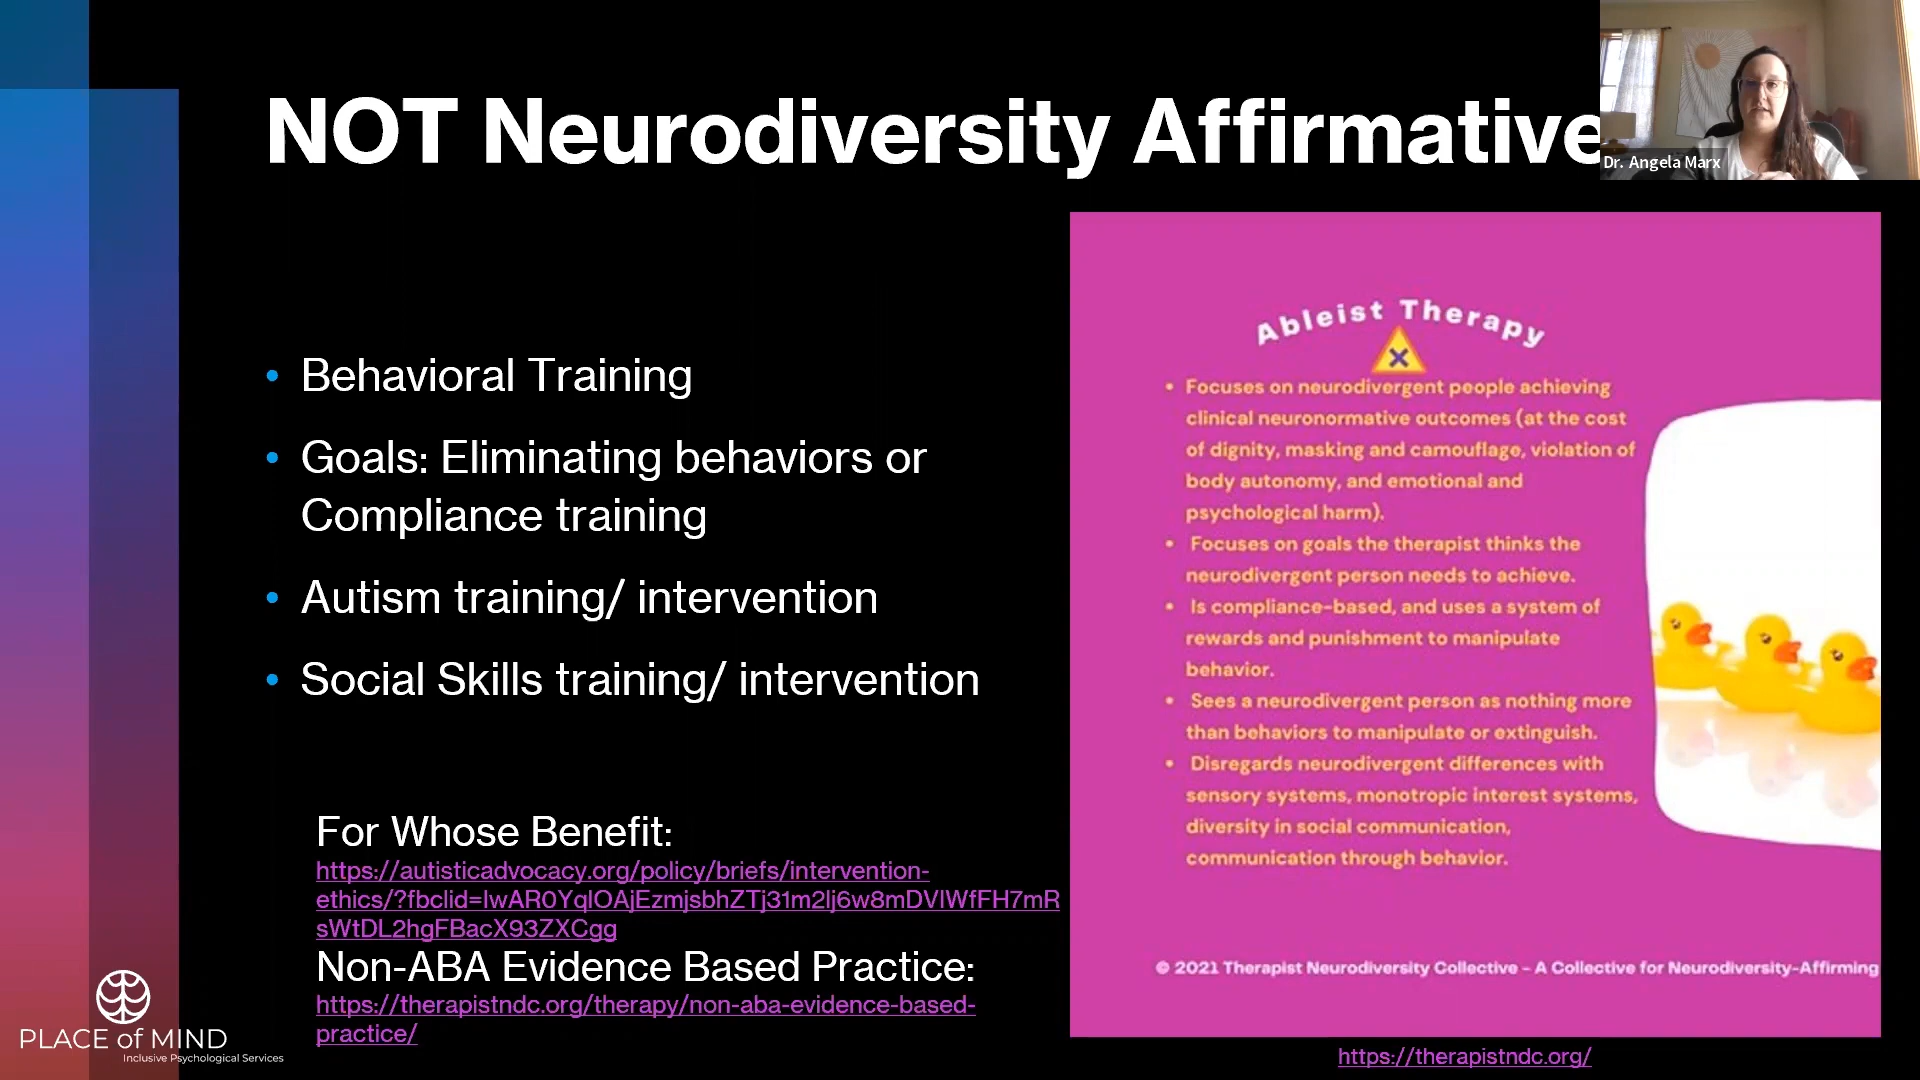 NOT Neurodiversity Affirmative
Dr. Angela Marx
• Behavioral Training
• Goals: Eliminating behaviors or
Compliance training
• Autism training/ intervention
• Social Skills training/ intervention
For Whose Benefit:
https://autisticadvocacy.org/policy/briefs/intervention-
ethics/?fbclid=IwAR0YqlOAjEzmjsbhZTj31m2lj6w8mDVlWfFH7mR
sWtDL2hgFBacX93ZXCgg
Non-ABA Evidence Based Practice:
https://therapistndc.org/therapy/non-aba-evidence-based-
practice/
PLACE of MIND
Inclusive Psychological Services
Ableist Therapy
• Focuses on neurodivergent people achieving
clinical neuronormative outcomes (at the cost
of dignity, masking and camouflage, violation of
body autonomy, and emotional and
psychological harm).
• Focuses on goals the therapist thinks the
neurodivergent person needs to achieve.
• Is compliance-based, and uses a system of
rewards and punishment to manipulate
behavior.
• Sees a neurodivergent person as nothing more
than behaviors to manipulate or extinguish.
• Disregards neurodivergent differences with
sensory systems, monotropic interest systems,
diversity in social communication,
communication through behavior.
© 2021 Therapist Neurodiversity Collective - A Collective for Neurodiversity-Affirming
https://therapistndc.org/